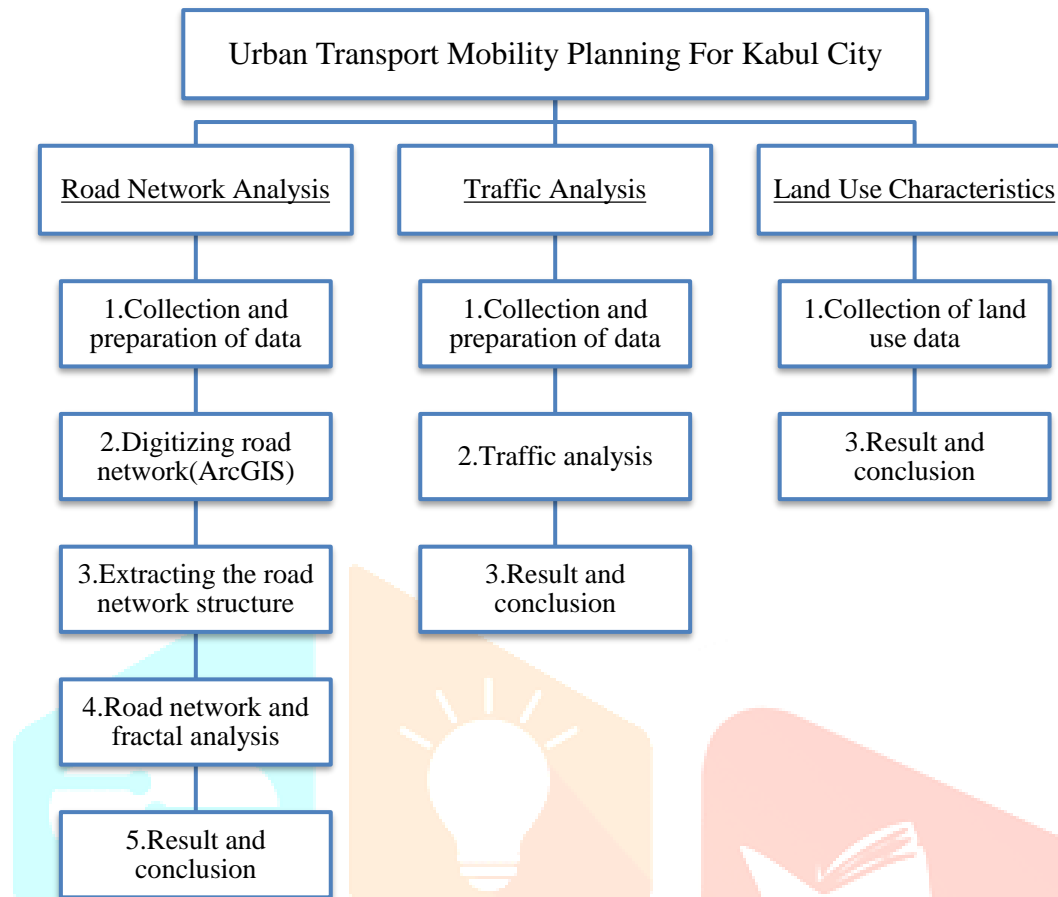 Urban Transport Mobility Planning For Kabul City
Road Network Analysis
1.Collection and
preparation of data
2.Digitizing road
network(ArcGIS)
3.Extracting the road
network structure
4.Road network and
fractal analysis
5.Result and
conclusion
Traffic Analysis
1.Collection and
preparation of data
2.Traffic analysis
3.Result and
conclusion
Land Use Characteristics
1.Collection of land
use data
3.Result and
conclusion